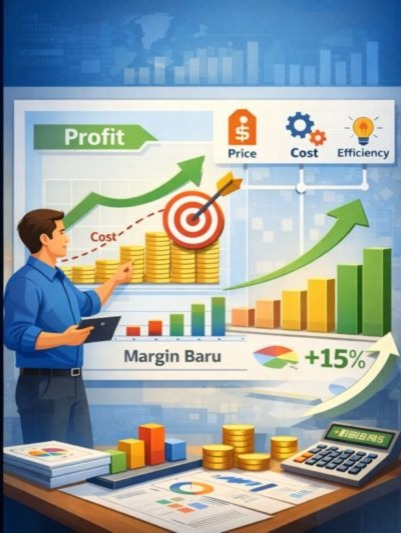 Profit
Price
Cost
Efficiency
Cost
Margin Baru
+15%